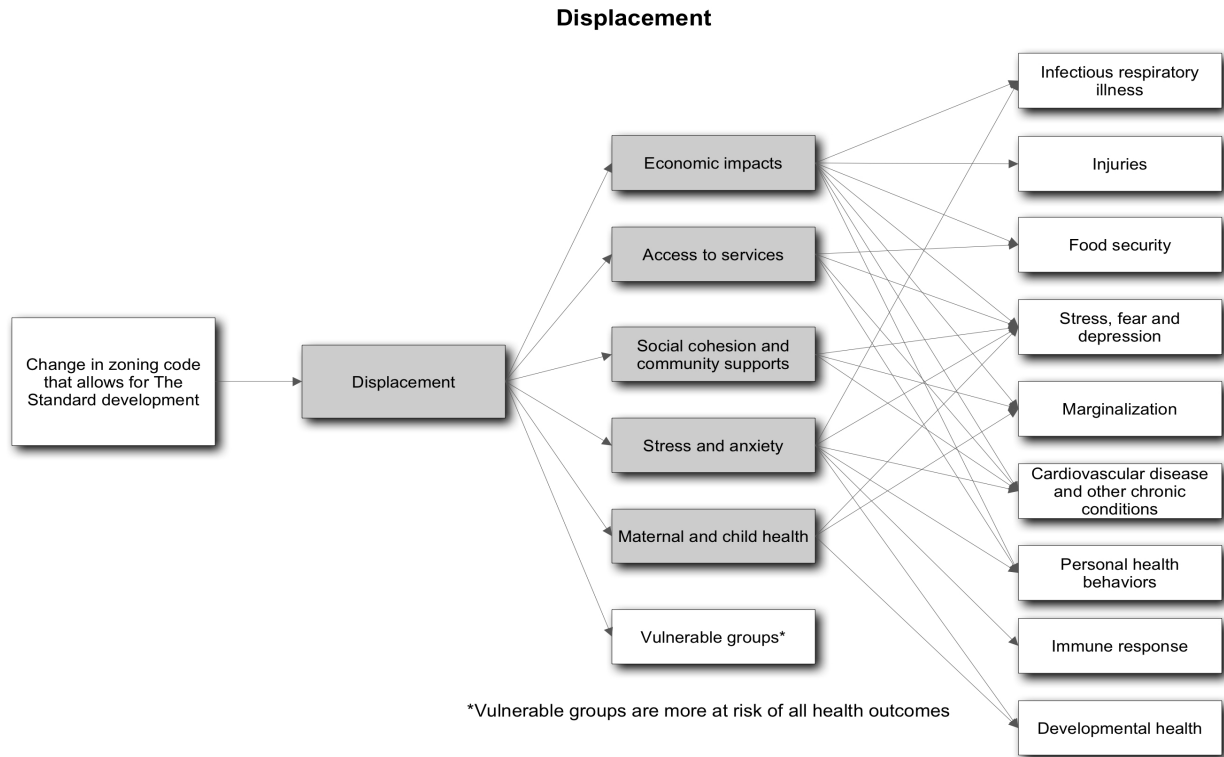 Displacement
Change in zoning code
that allows for The
Standard development
Displacement
Economic impacts
Access to services
Social cohesion and
community supports
Stress and anxiety
Maternal and child health
Vulnerable groups*
*Vulnerable groups are more at risk of all health outcomes
Infectious respiratory
illness
Injuries
Food security
Stress, fear and
depression
Marginalization
Cardiovascular disease
and other chronic
conditions
Personal health
behaviors
Immune response
Developmental health